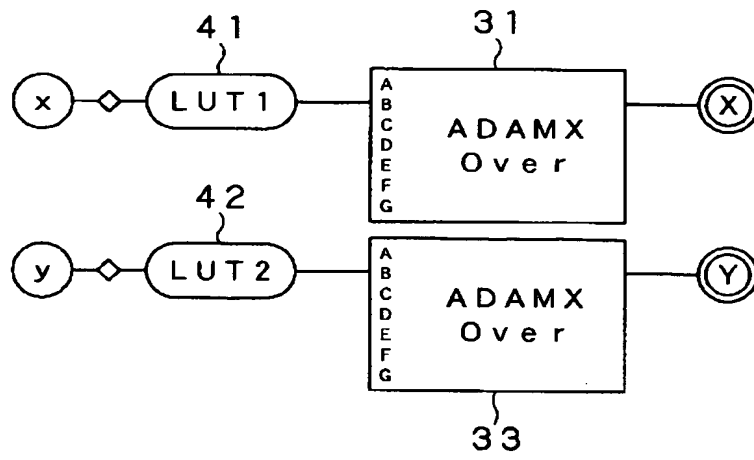 41
31
x
LUT1
A
B
C
D
E
F
G
ADAMX
Over
X
42
y
LUT2
A
B
C
D
E
F
G
ADAMX
Over
Y
33